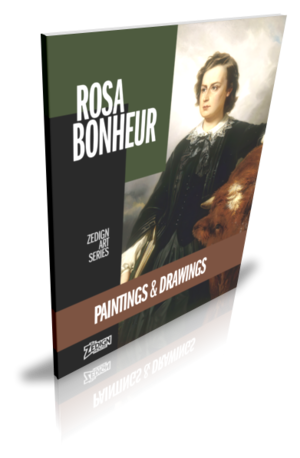 ROSA
BONHEUR
ZEDIGN
ART
SERIES
PAINTINGS & DRAWINGS
ZEDIGN